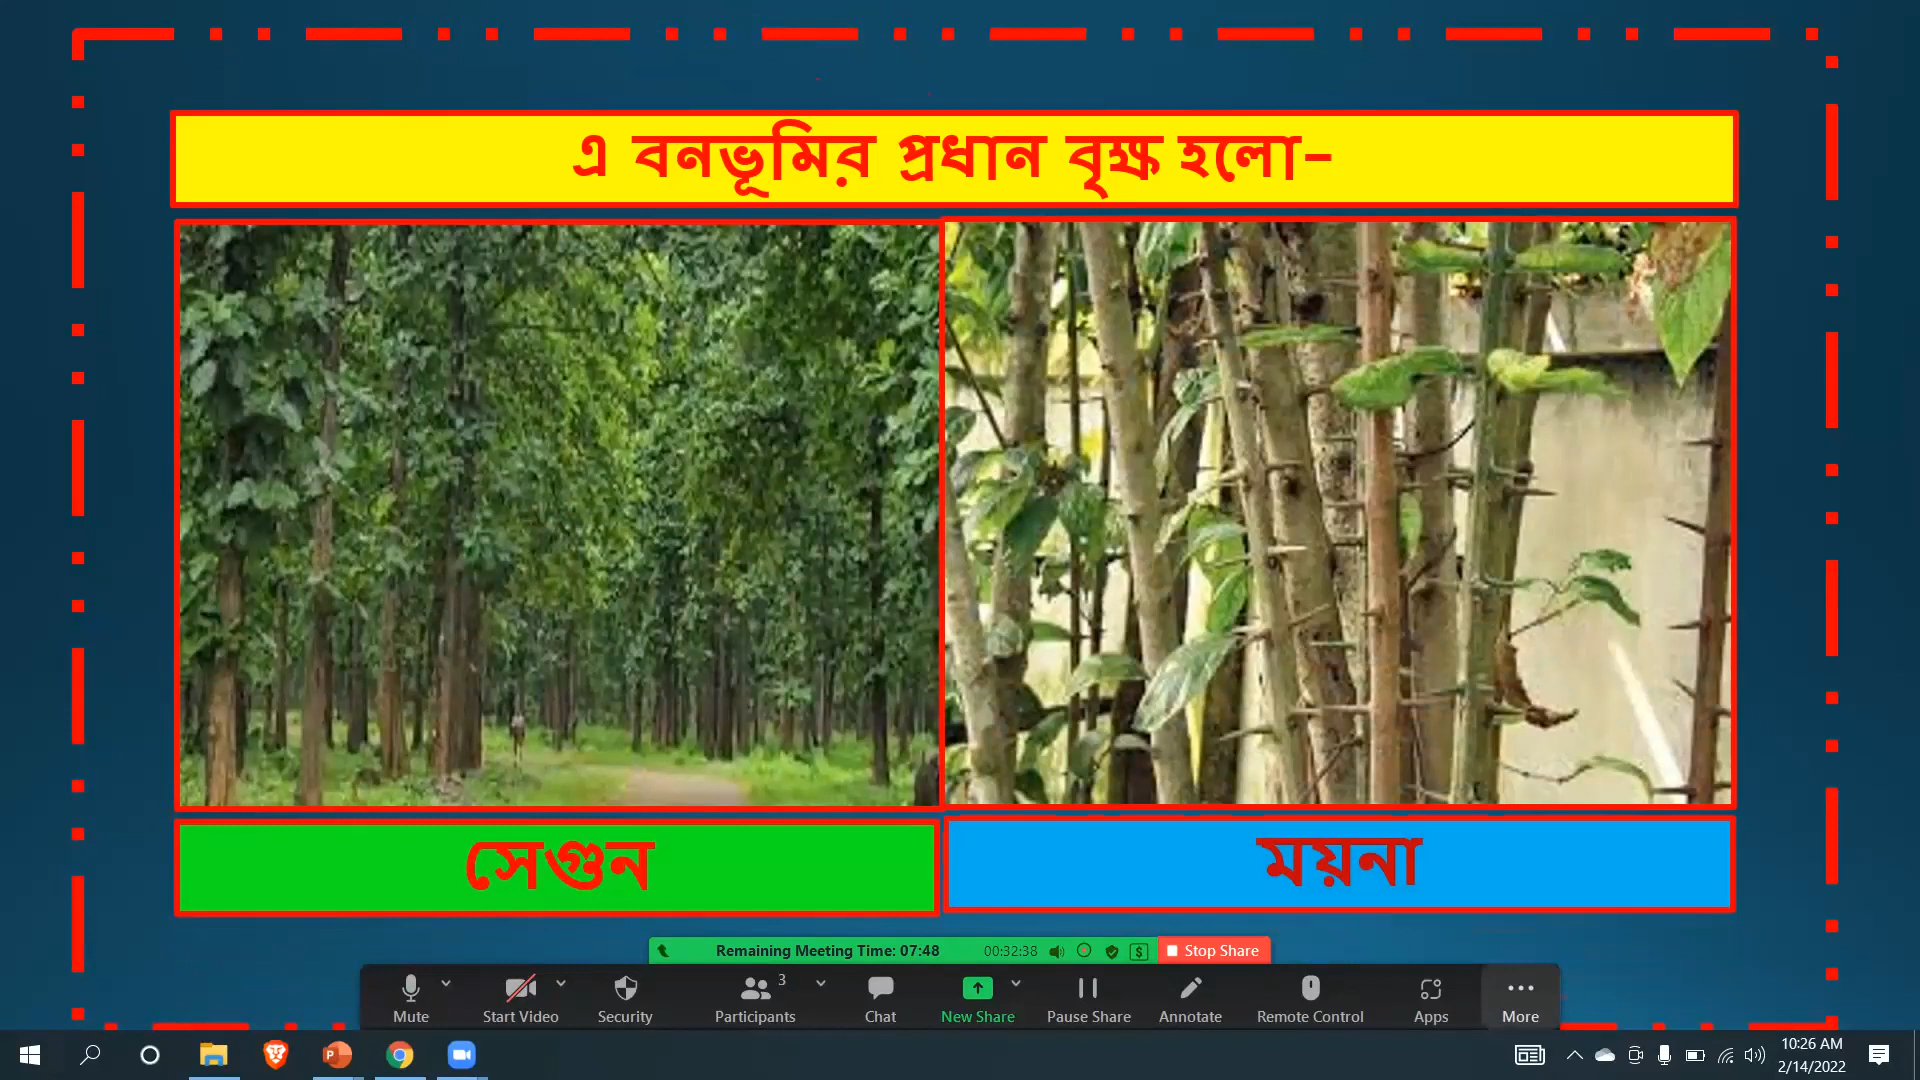 এ বনভূমির প্রধান বৃক্ষ হলো-
সেগুন
ময়না
Remaining Meeting Time: 07:48
00:32:38
Stop Share
Mute
Start Video
Security
3
Participants
Chat
New Share
Pause Share
Annotate
Remote Control
Apps
More
10:26 AM
2/14/2022